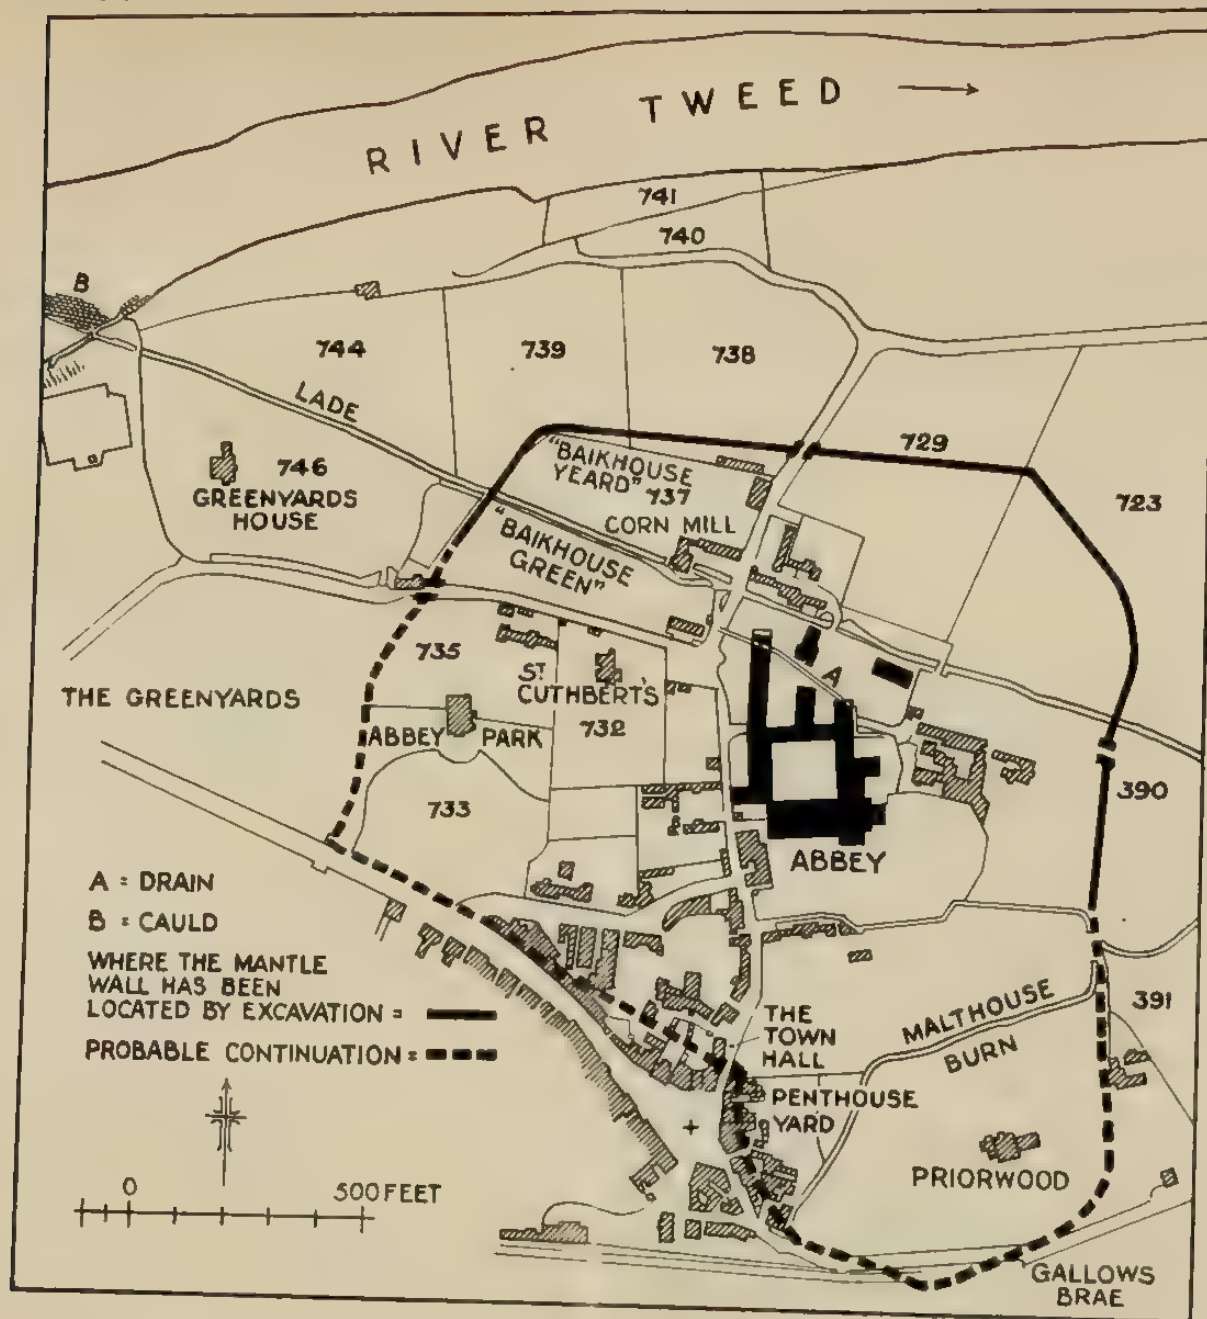 RIVER TWEED
741
740
B
744
739
738
LADE
729
"BAIKHOUSE
YEARD"
737
746
GREENYARDS
HOUSE
723
CORN MILL
"BAIKHOUSE
GREEN"
735
ST
CUTHBERT'S
A
THE GREENYARDS
732
ABBEY PARK
733
390
ABBEY
A = DRAIN
B = CAULD
WHERE THE MANTLE
WALL HAS BEEN
LOCATED BY EXCAVATION =
PROBABLE CONTINUATION =
391
MALTHOUSE
BURN
THE
TOWN
HALL
PENTHOUSE
YARD
PRIORWOOD
0 500 FEET
GALLOWS
BRAE